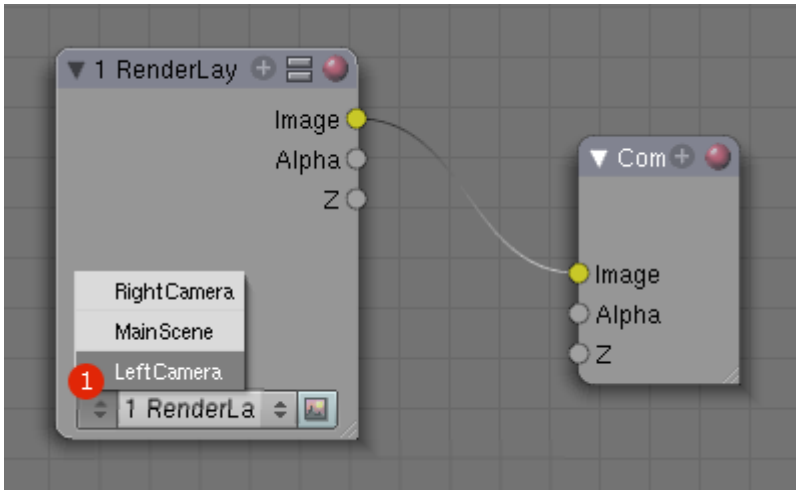 1 RenderLay
Image
Alpha
Z
RightCamera
MainScene
LeftCamera
1
1 RenderLa
Com
Image
Alpha
Z